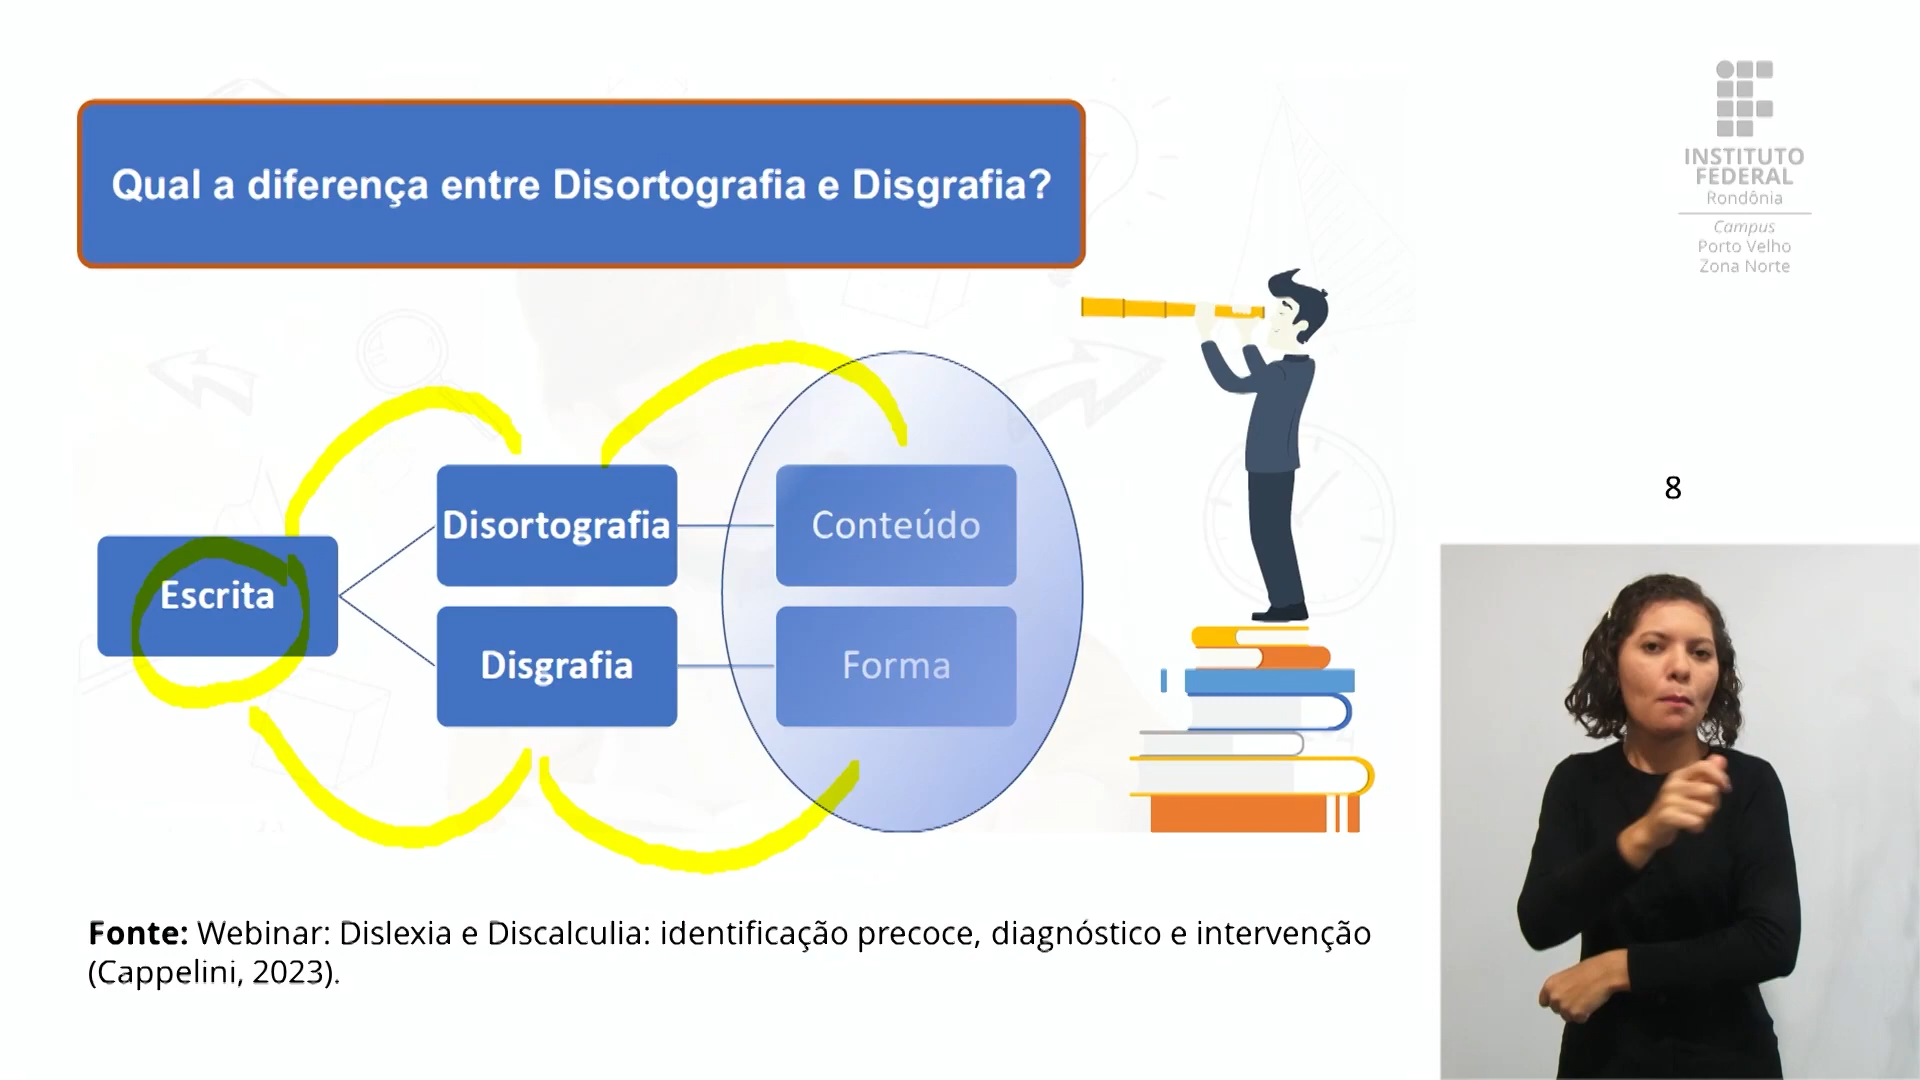 Qual a diferença entre Disortografia e Disgrafia?
INSTITUTO
FEDERAL
Rondônia
Campus
Porto Velho
Zona Norte
8
Escrita
Disortografia
Conteúdo
Disgrafia
Forma
Fonte: Webinar: Dislexia e Discalculia: identificação precoce, diagnóstico e intervenção
(Cappelini, 2023).